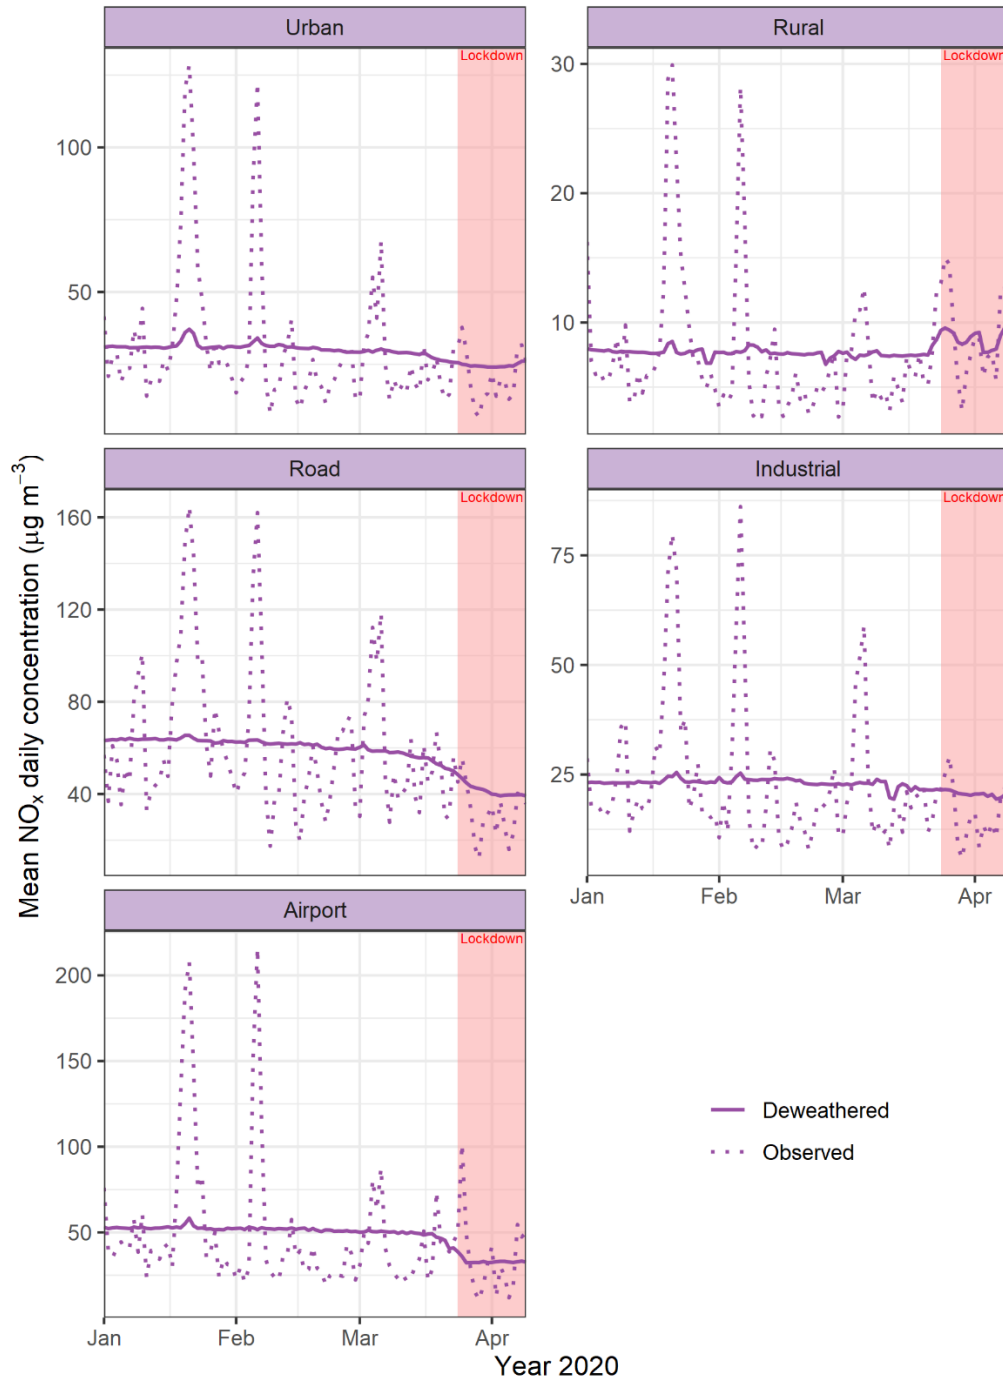 Urban
Rural
Lockdown
Lockdown
100
50
30
20
10
Road
Industrial
Lockdown
Lockdown
160
120
80
40
75
50
25
Jan Feb Mar Apr
Airport
Lockdown
200
150
100
50
Jan Feb Mar Apr
Mean NOₓ daily concentration (μg m⁻³)
Year 2020
Deweathered
Observed